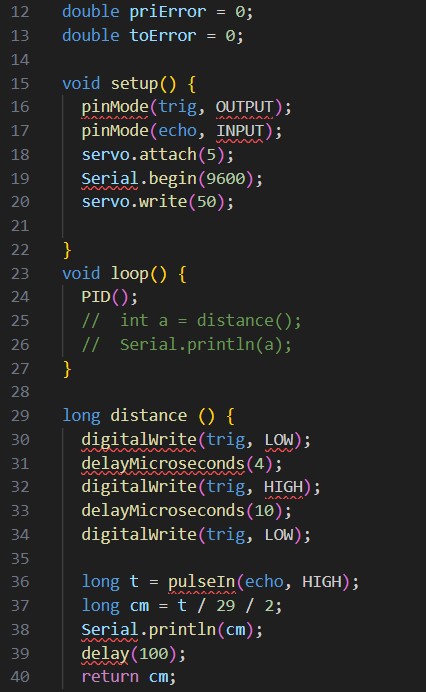 12 double priError = 0;
13 double toError = 0;
14
15 void setup() {
16   pinMode(trig, OUTPUT);
17   pinMode(echo, INPUT);
18   servo.attach(5);
19   Serial.begin(9600);
20   servo.write(50);
21
22 }
23 void loop() {
24   PID();
25   //  int a = distance();
26   //  Serial.println(a);
27 }
28
29 long distance () {
30   digitalWrite(trig, LOW);
31   delayMicroseconds(4);
32   digitalWrite(trig, HIGH);
33   delayMicroseconds(10);
34   digitalWrite(trig, LOW);
35
36   long t = pulseIn(echo, HIGH);
37   long cm = t / 29 / 2;
38   Serial.println(cm);
39   delay(100);
40   return cm;